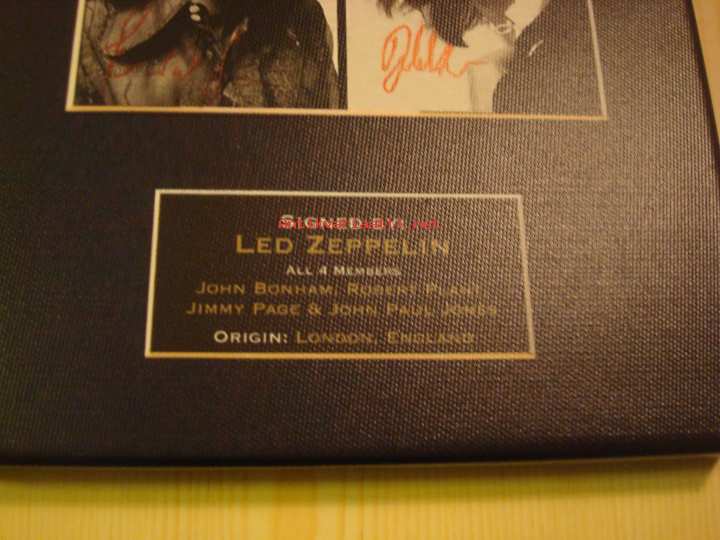 SIGNED BY:
LED ZEPPELIN
ALL 4 MEMBERS
JOHN BONHAM, ROBERT PLANT
JIMMY PAGE & JOHN PAUL JONES
ORIGIN: LONDON, ENGLAND